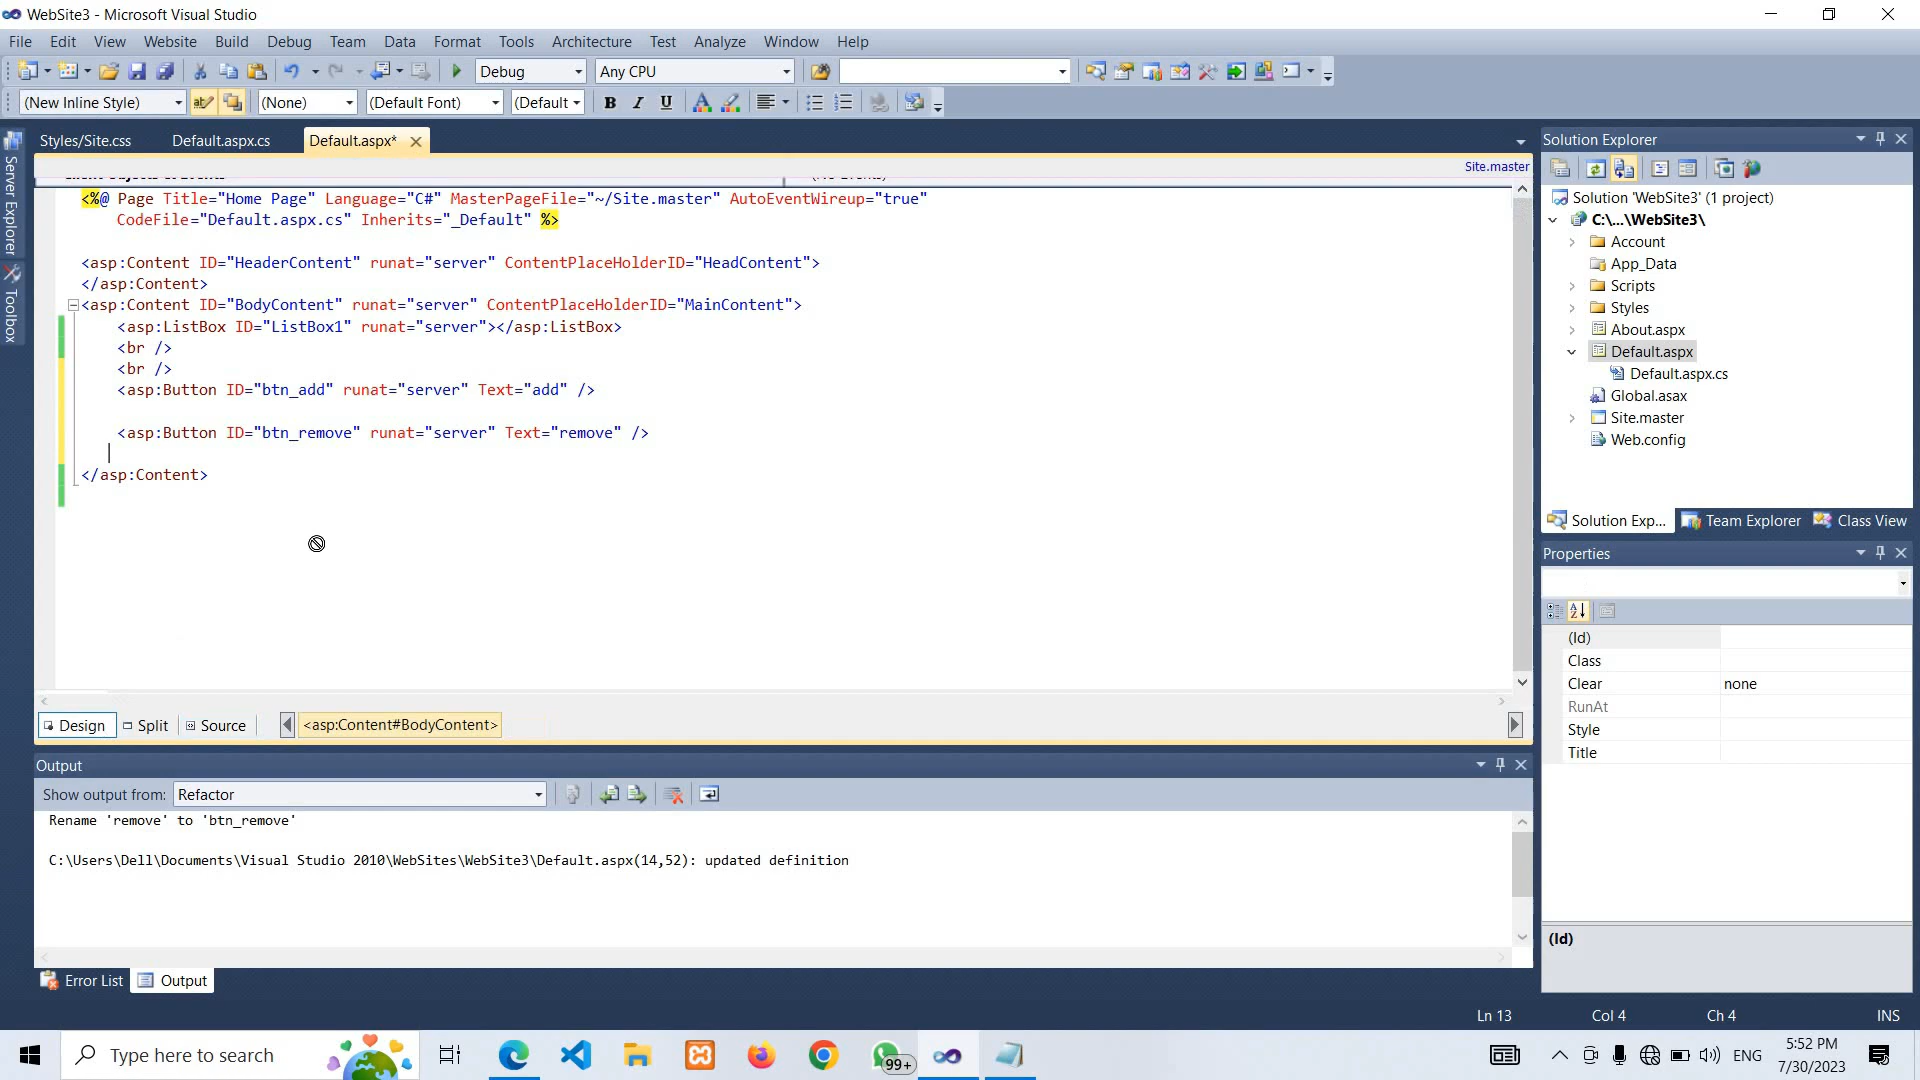 WebSite3 - Microsoft Visual Studio
File Edit View Website Build Debug Team Data Format Tools Architecture Test Analyze Window Help
Debug Any CPU
(New Inline Style) (None) (Default Font) (Default B I U A
Styles/Site.css Default.aspx.cs Default.aspx*
Site.master
<%@ Page Title="Home Page" Language="C#" MasterPageFile="~/Site.master" AutoEventWireup="true"
CodeFile="Default.aspx.cs" Inherits="_Default" %>
<asp:Content ID="HeaderContent" runat="server" ContentPlaceHolderID="HeadContent">
</asp:Content>
<asp:Content ID="BodyContent" runat="server" ContentPlaceHolderID="MainContent">
<asp:ListBox ID="ListBox1" runat="server"></asp:ListBox>
<br />
<br />
<asp:Button ID="btn_add" runat="server" Text="add" />
<asp:Button ID="btn_remove" runat="server" Text="remove" />
</asp:Content>
Design Split Source <asp:Content#BodyContent>
Output
Show output from: Refactor
Rename 'remove' to 'btn_remove'
C:\Users\Dell\Documents\Visual Studio 2010\WebSites\WebSite3\Default.aspx(14,52): updated definition
Error List Output
Server Explorer
Toolbox
Solution Explorer
Solution 'WebSite3' (1 project)
C:\...\WebSite3\
Account
App_Data
Scripts
Styles
About.aspx
Default.aspx
Default.aspx.cs
Global.asax
Site.master
Web.config
Solution Exp... Team Explorer Class View
Properties
(Id)
Class
Clear none
RunAt
Style
Title
(Id)
Ln 13 Col 4 Ch 4 INS
Type here to search
99+
ENG
5:52 PM
7/30/2023